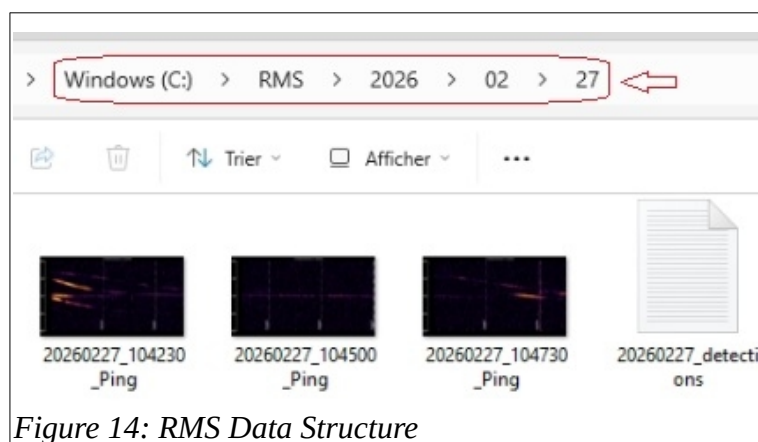 > Windows (C:) > RMS > 2026 > 02 > 27
Trier Afficher ...
20260227_104230
_Ping
20260227_104500
_Ping
20260227_104730
_Ping
20260227_detecti
ons
Figure 14: RMS Data Structure